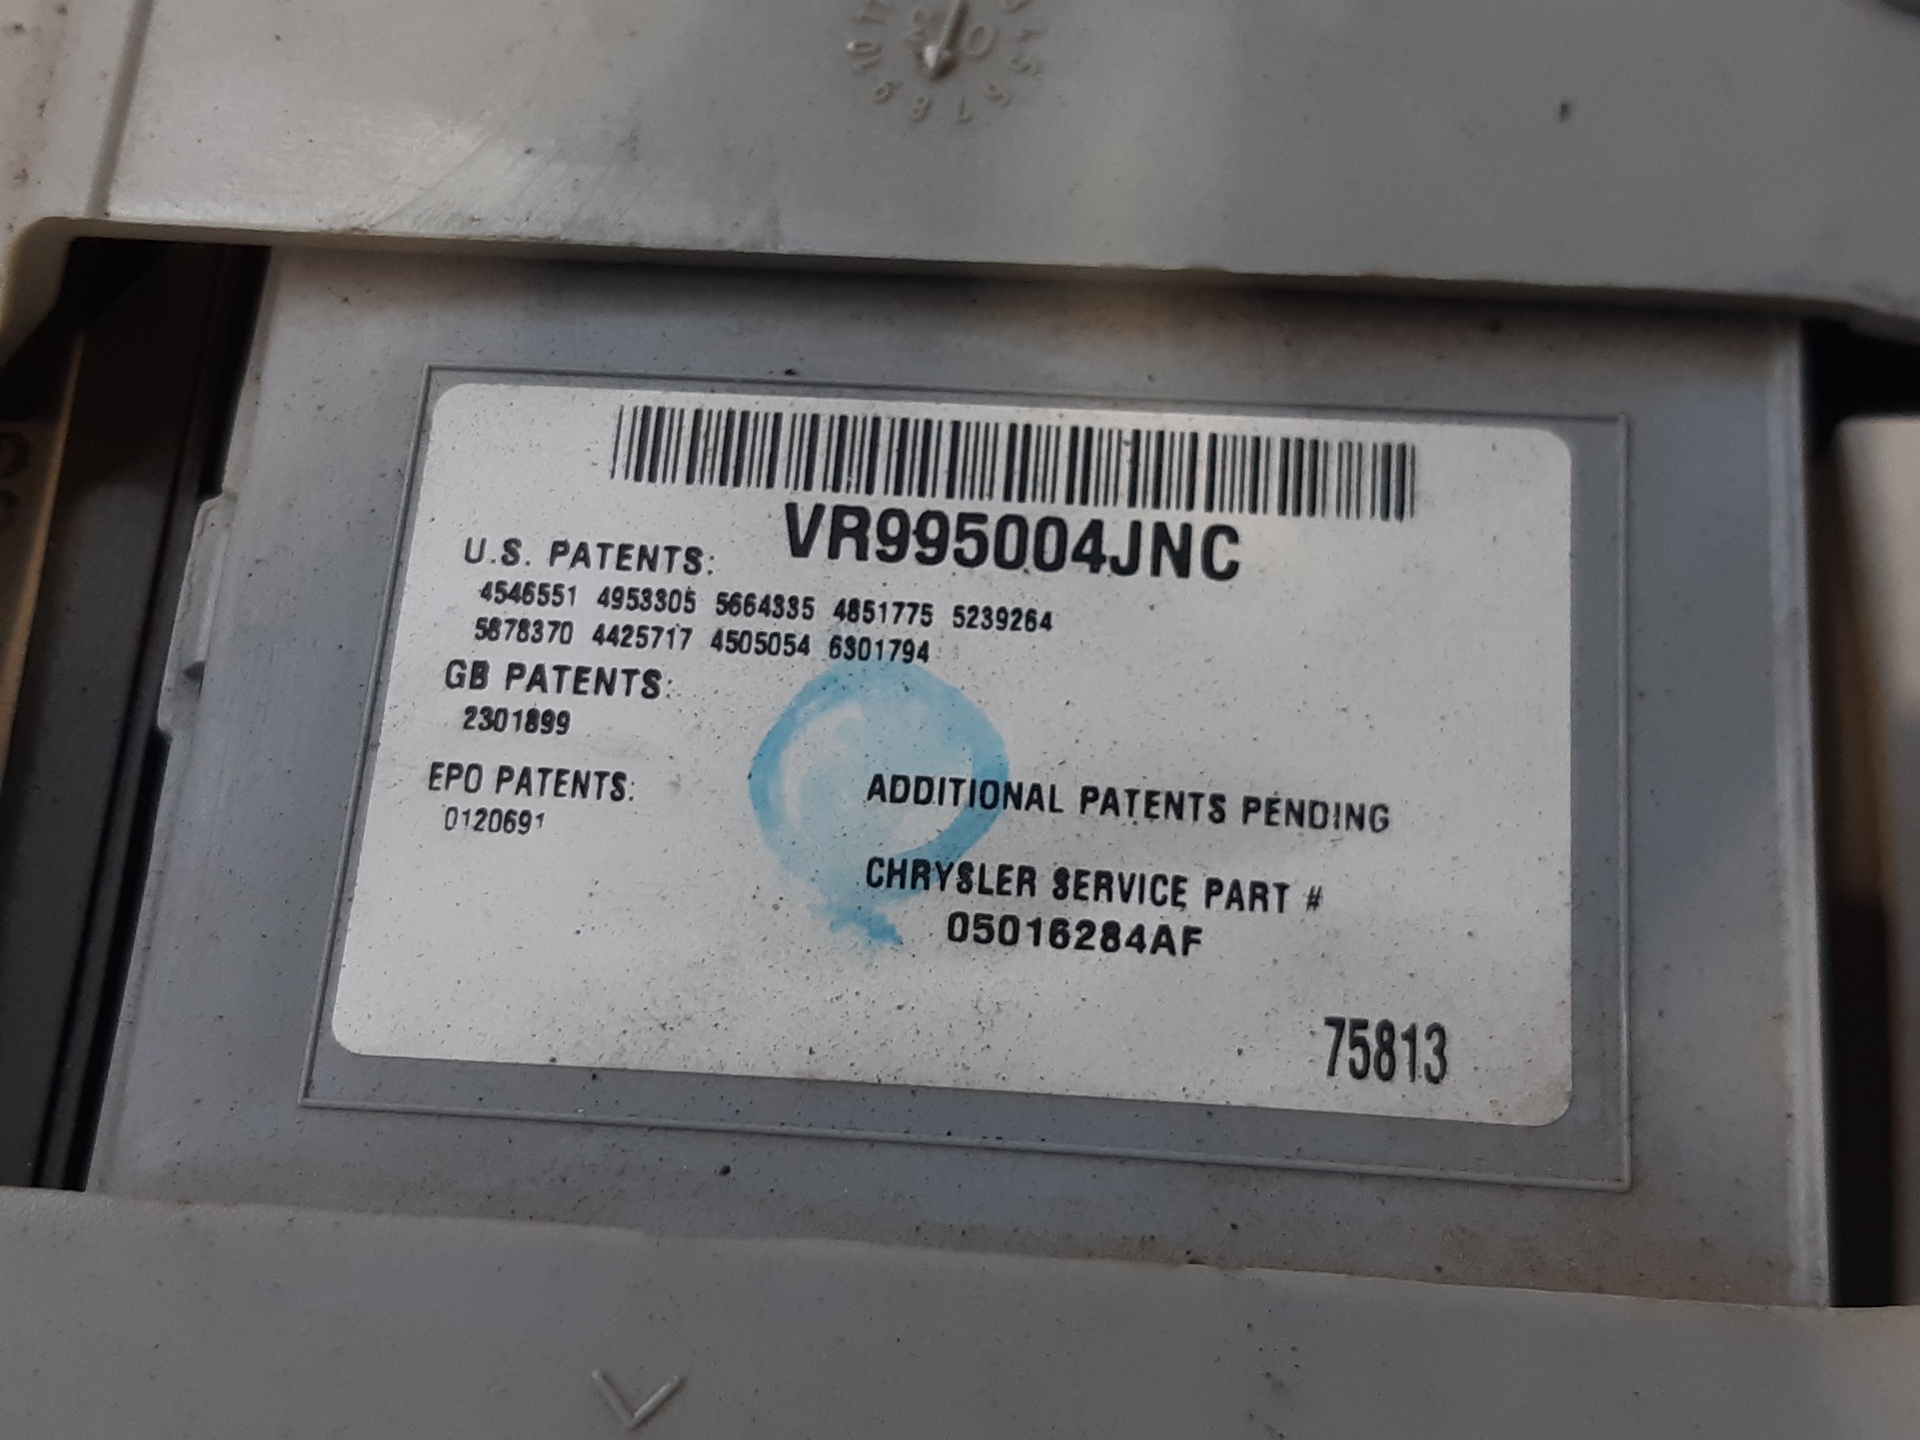 03
VR995004JNC
U.S. PATENTS:
4546551 4953305 5664335 4851775 5239264
5878370 4425717 4505054 6301794
GB PATENTS:
2301899
EPO PATENTS:
0120691
ADDITIONAL PATENTS PENDING
CHRYSLER SERVICE PART #
05016284AF
75813